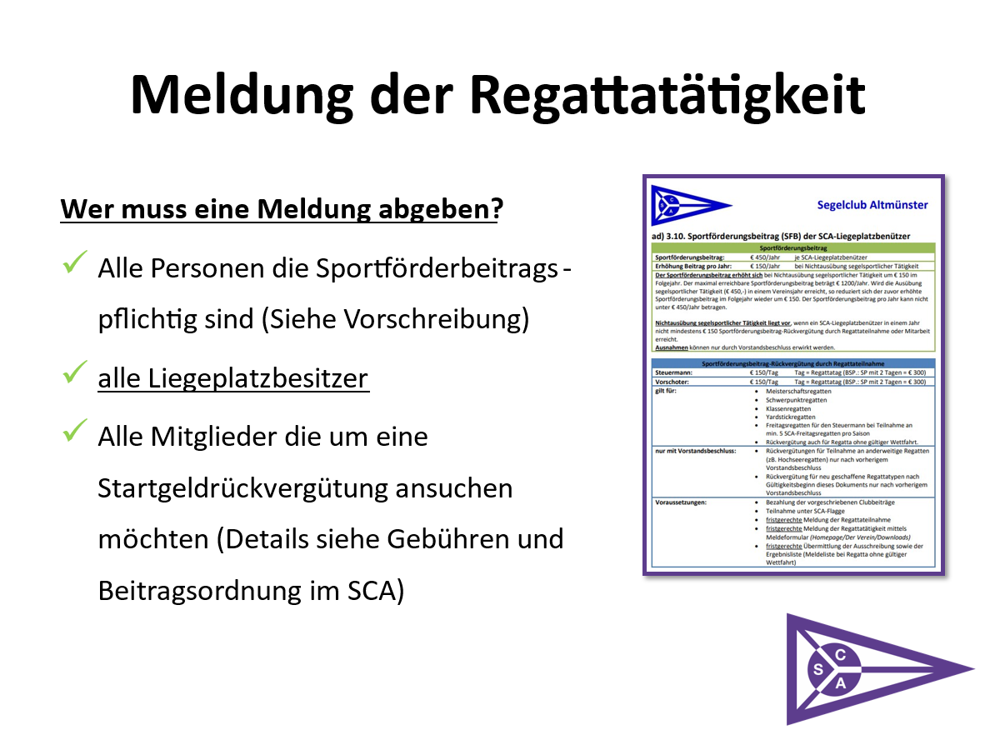 Meldung der Regattatätigkeit
Wer muss eine Meldung abgeben?
Alle Personen die Sportförderbeitrags -
pflichtig sind (Siehe Vorschreibung)
alle Liegeplatzbesitzer
Alle Mitglieder die um eine
Startgeldrückvergütung ansuchen
möchten (Details siehe Gebühren und
Beitragsordnung im SCA)
S C A
Segelclub Altmünster
ad) 3.10. Sportförderungsbeitrag (SFB) der SCA-Liegeplatzbenützer
Sportförderungsbeitrag
Sportförderungsbeitrag: € 450/Jahr je SCA-Liegeplatzbenützer
Erhöhung Beitrag pro Jahr: € 150/Jahr bei Nichtausübung segelsportlicher Tätigkeit
Der Sportförderungsbeitrag erhöht sich bei Nichtausübung segelsportlicher Tätigkeit um € 150 im
Folgejahr. Der maximal erreichbare Sportförderungsbeitrag beträgt € 1200/Jahr. Wird die Ausübung
segelsportlicher Tätigkeit (€ 450,-) in einem Vereinsjahr erreicht, so reduziert sich der zuvor erhöhte
Sportförderungsbeitrag im Folgejahr wieder um € 150. Der Sportförderungsbeitrag pro Jahr kann nicht
unter € 450/Jahr betragen.
Nichtausübung segelsportlicher Tätigkeit liegt vor, wenn ein SCA-Liegeplatzbenützer in einem Jahr
nicht mindestens € 150 Sportförderungsbeitrag-Rückvergütung durch Regattateilnahme oder Mitarbeit
erreicht.
Ausnahmen können nur durch Vorstandsbeschluss erwirkt werden.
Sportförderungsbeitrag-Rückvergütung durch Regattateilnahme
Steuermann: € 150/Tag Tag = Regattatag (BSP.: SP mit 2 Tagen = € 300)
Vorschoter: € 150/Tag Tag = Regattatag (BSP.: SP mit 2 Tagen = € 300)
gilt für: • Meisterschaftsregatten
• Schwerpunktregatten
• Klassenregatten
• Yardstickregatten
• Freitagsregatten für den Steuermann bei Teilnahme an
min. 5 SCA-Freitagsregatten pro Saison
• Rückvergütung auch für Regatta ohne gültiger Wettfahrt.
nur mit Vorstandsbeschluss: • Rückvergütungen für Teilnahme an anderweitige Regatten
(zB. Hochseeregatten) nur nach vorherigem
Vorstandsbeschluss
• Rückvergütung für neu geschaffene Regattatypen nach
Gültigkeitsbeginn dieses Dokuments nur nach vorherigem
Vorstandsbeschluss
Voraussetzungen: • Bezahlung der vorgeschriebenen Clubbeiträge
• Teilnahme unter SCA-Flagge
• fristgerechte Meldung der Regattateilnahme
• fristgerechte Meldung der Regattatätigkeit mittels
Meldeformular (Homepage/Der Verein/Downloads)
• fristgerechte Übermittlung der Ausschreibung sowie der
Ergebnisliste (Meldeliste bei Regatta ohne gültiger
Wettfahrt)
S C A